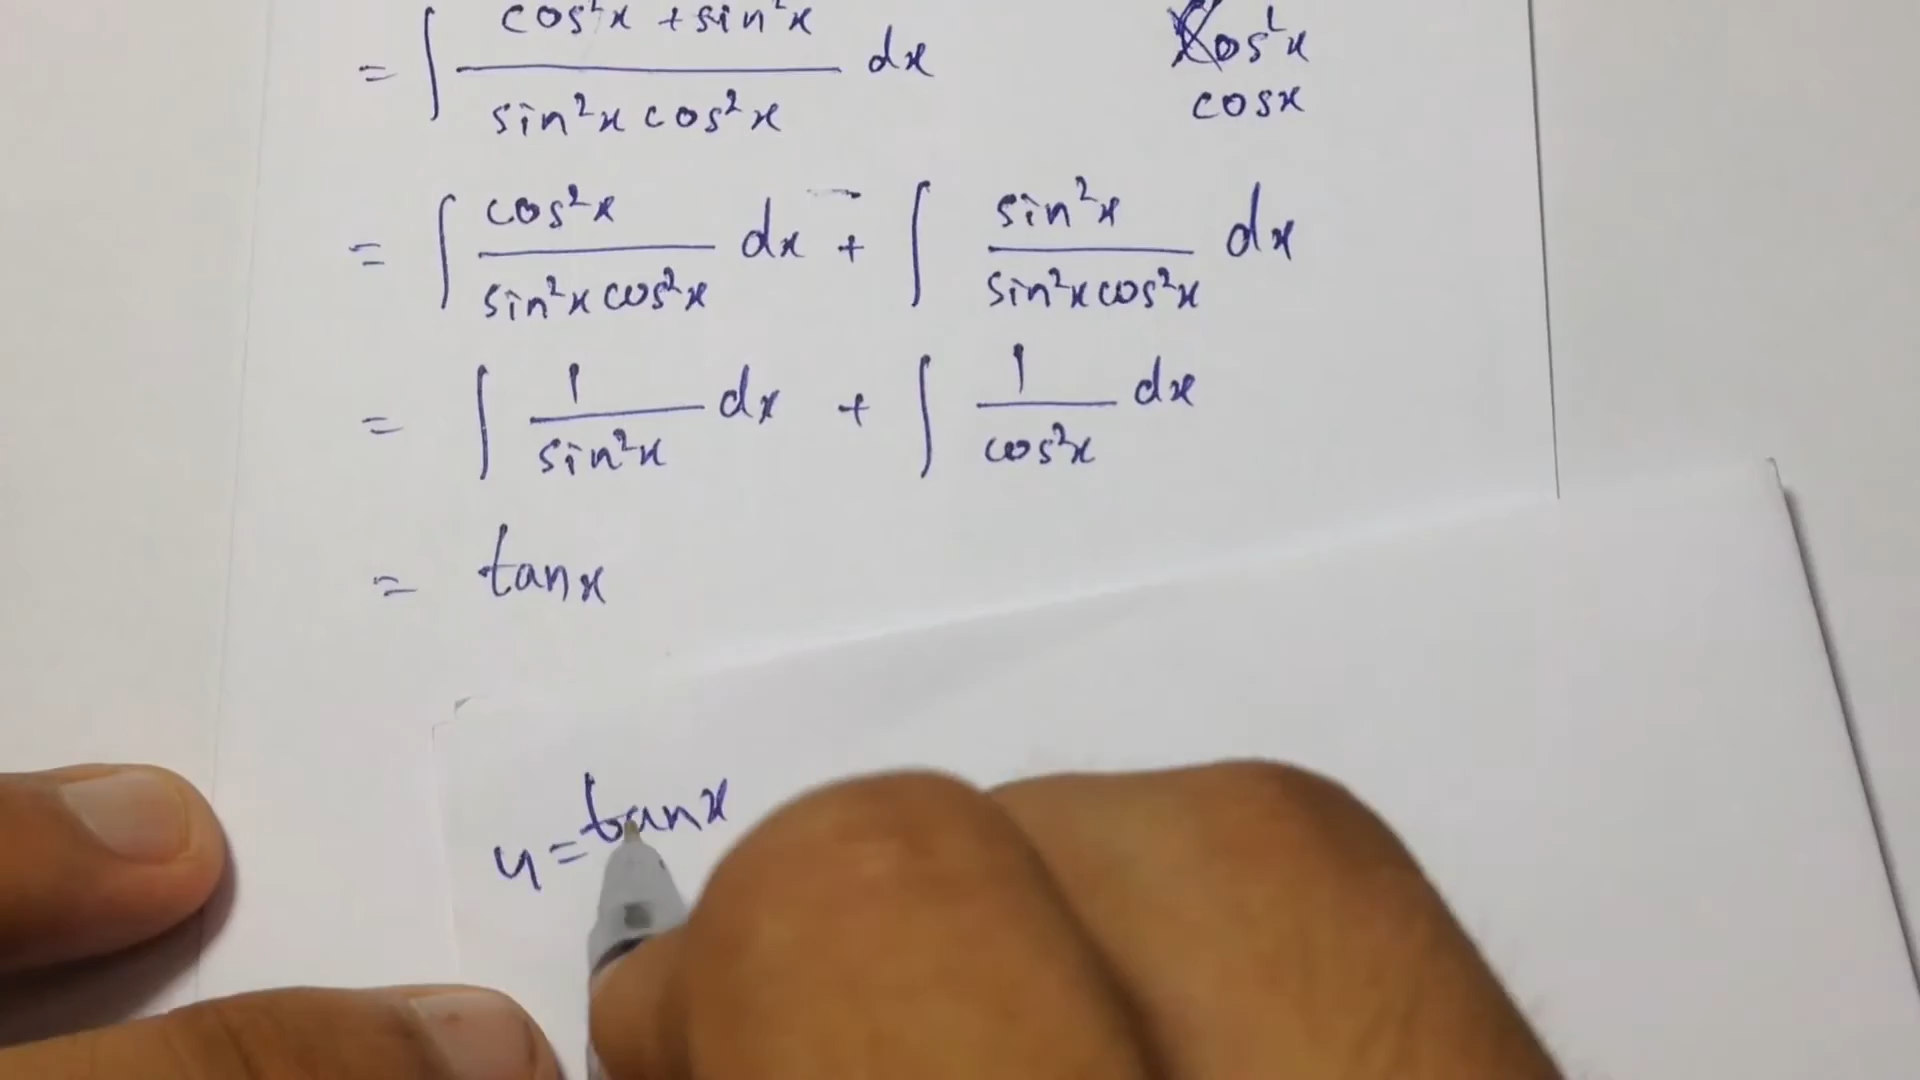 = ∫ cos²x + sin²x / sin²x cos²x dx
cos²x
cosx
= ∫ cos²x / sin²x cos²x dx + ∫ sin²x / sin²x cos²x dx
= ∫ 1 / sin²x dx + ∫ 1 / cos²x dx
= tanx
y = tanx